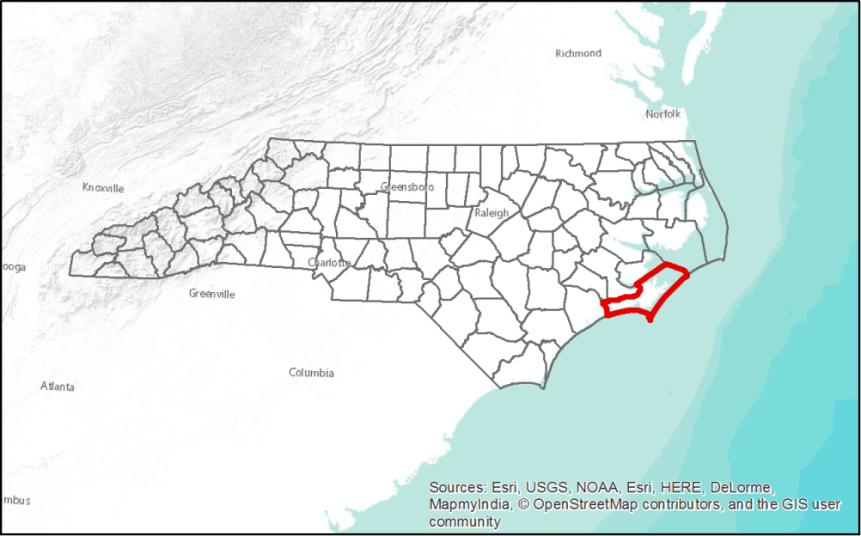 Richmond
Norfolk
Knoxville
Greensboro
Raleigh
ooga
Charlotte
Greenville
Columbia
Atlanta
mbus
Sources: Esri, USGS, NOAA, Esri, HERE, DeLorme,
MapmyIndia, © OpenStreetMap contributors, and the GIS user
community